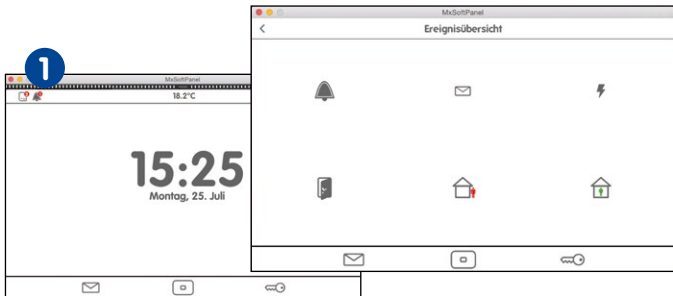 MxSoftPanel
Ereignisübersicht
1
MxSoftPanel
18.2°C
15:25
Montag, 25. Juli